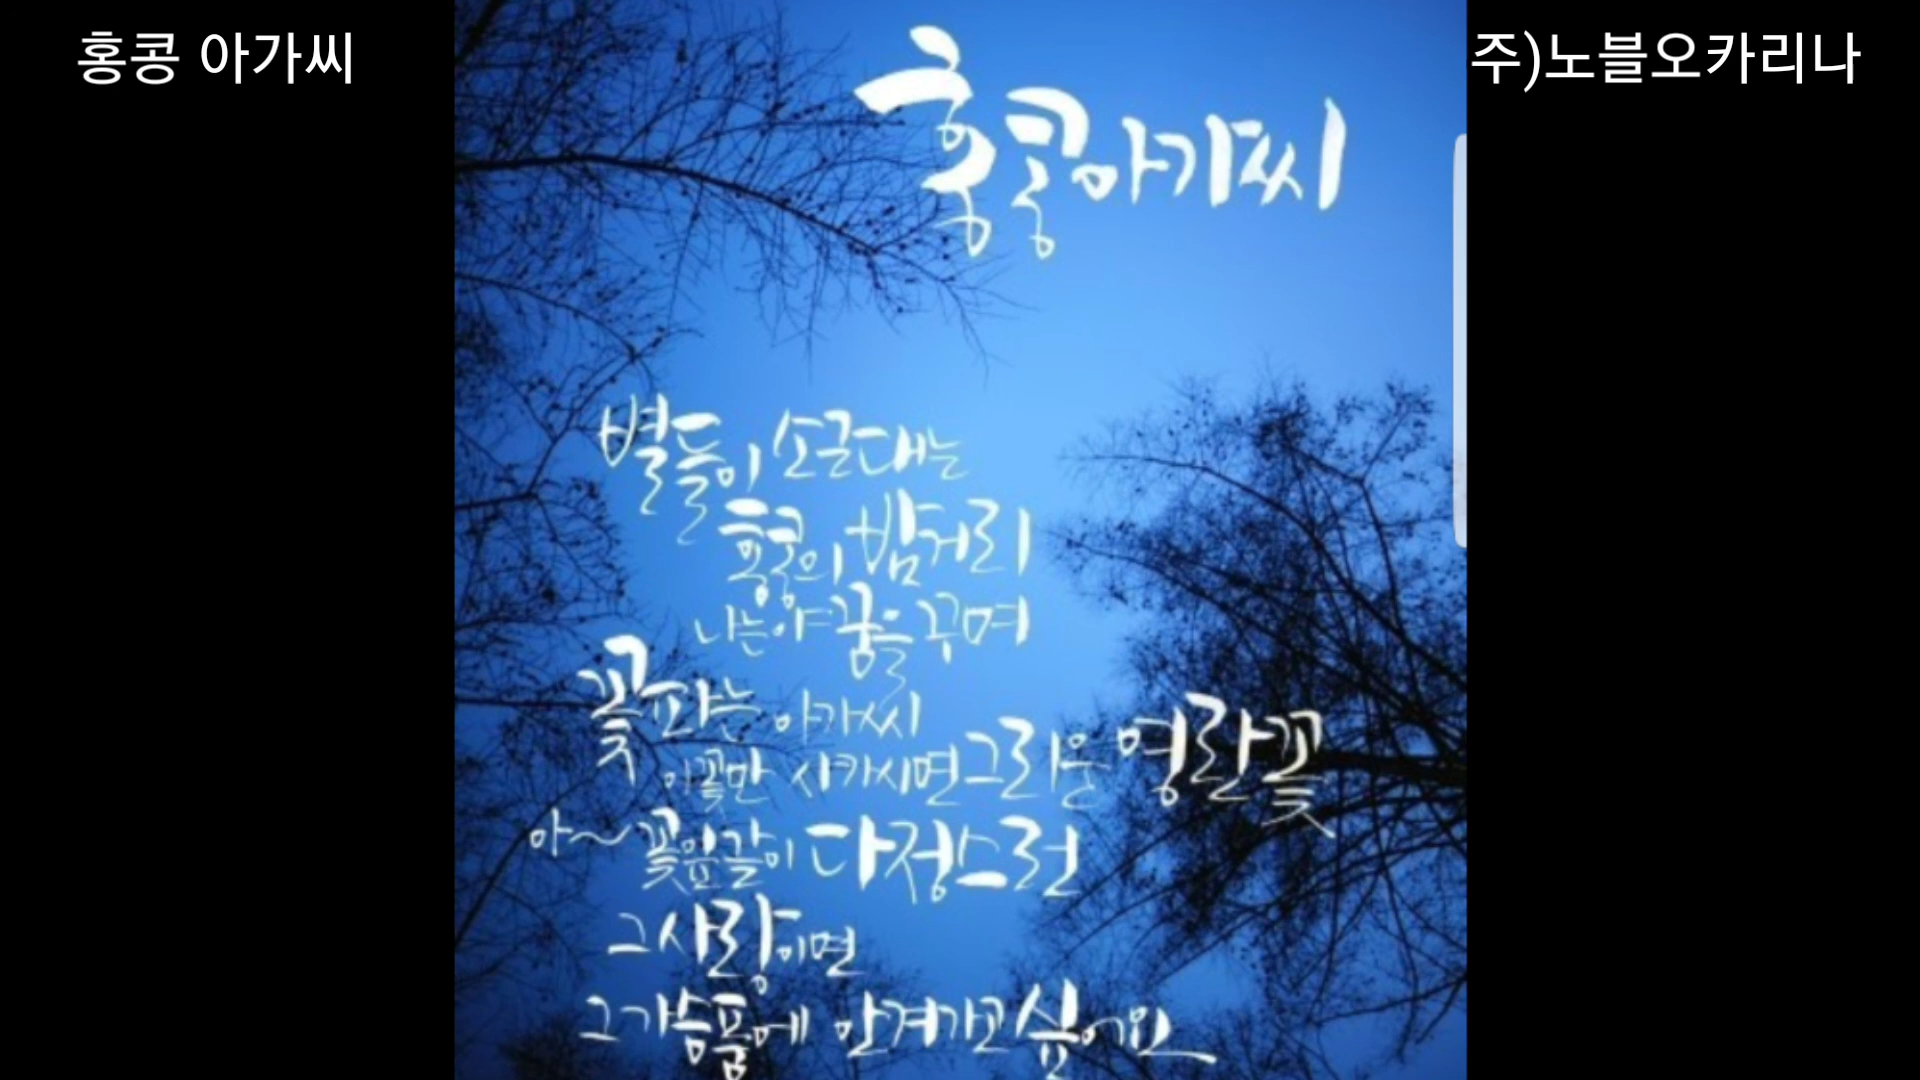 홍콩 아가씨
주)노블오카리나
홍콩아가씨
별들이 소근대는
홍콩의 밤거리
나는야 꿈을 꾸며
꽃파는 아가씨
이꽃만 사가시면 그리운 영란꽃
아~ 꽃잎같이 다정스런
그사랑이면
그가슴품에 안겨가고 싶어요